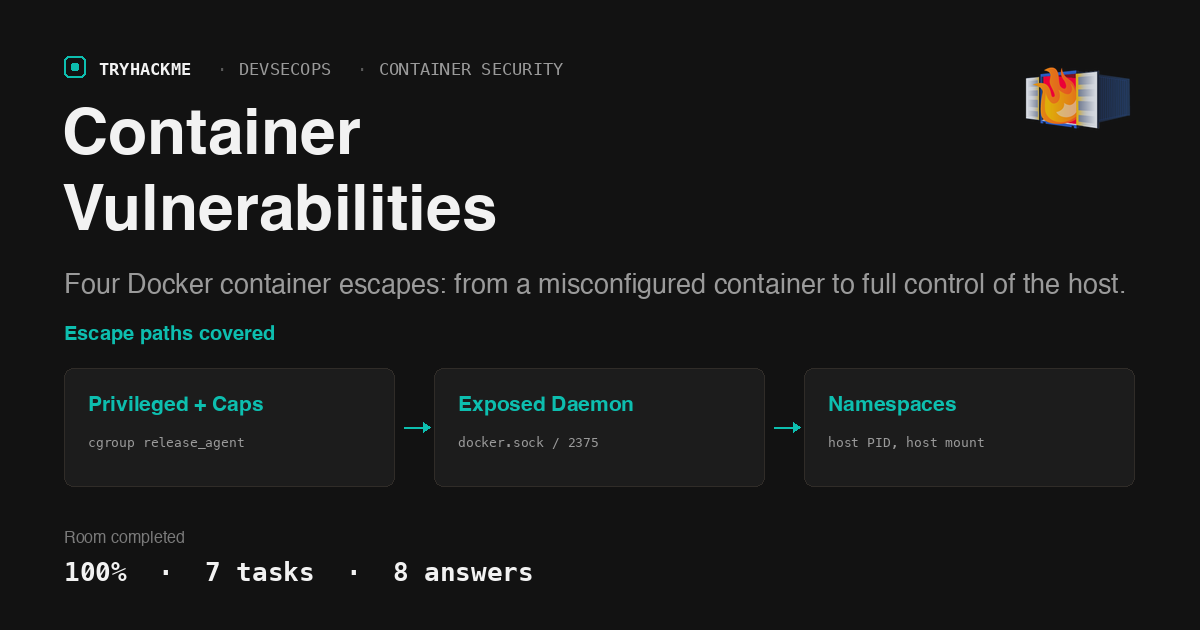 TRYHACKME · DEVSECOPS · CONTAINER SECURITY
Container
Vulnerabilities
Four Docker container escapes: from a misconfigured container to full control of the host.
Escape paths covered
Privileged + Caps
cgroup release_agent
Exposed Daemon
docker.sock / 2375
Namespaces
host PID, host mount
Room completed
100% · 7 tasks · 8 answers